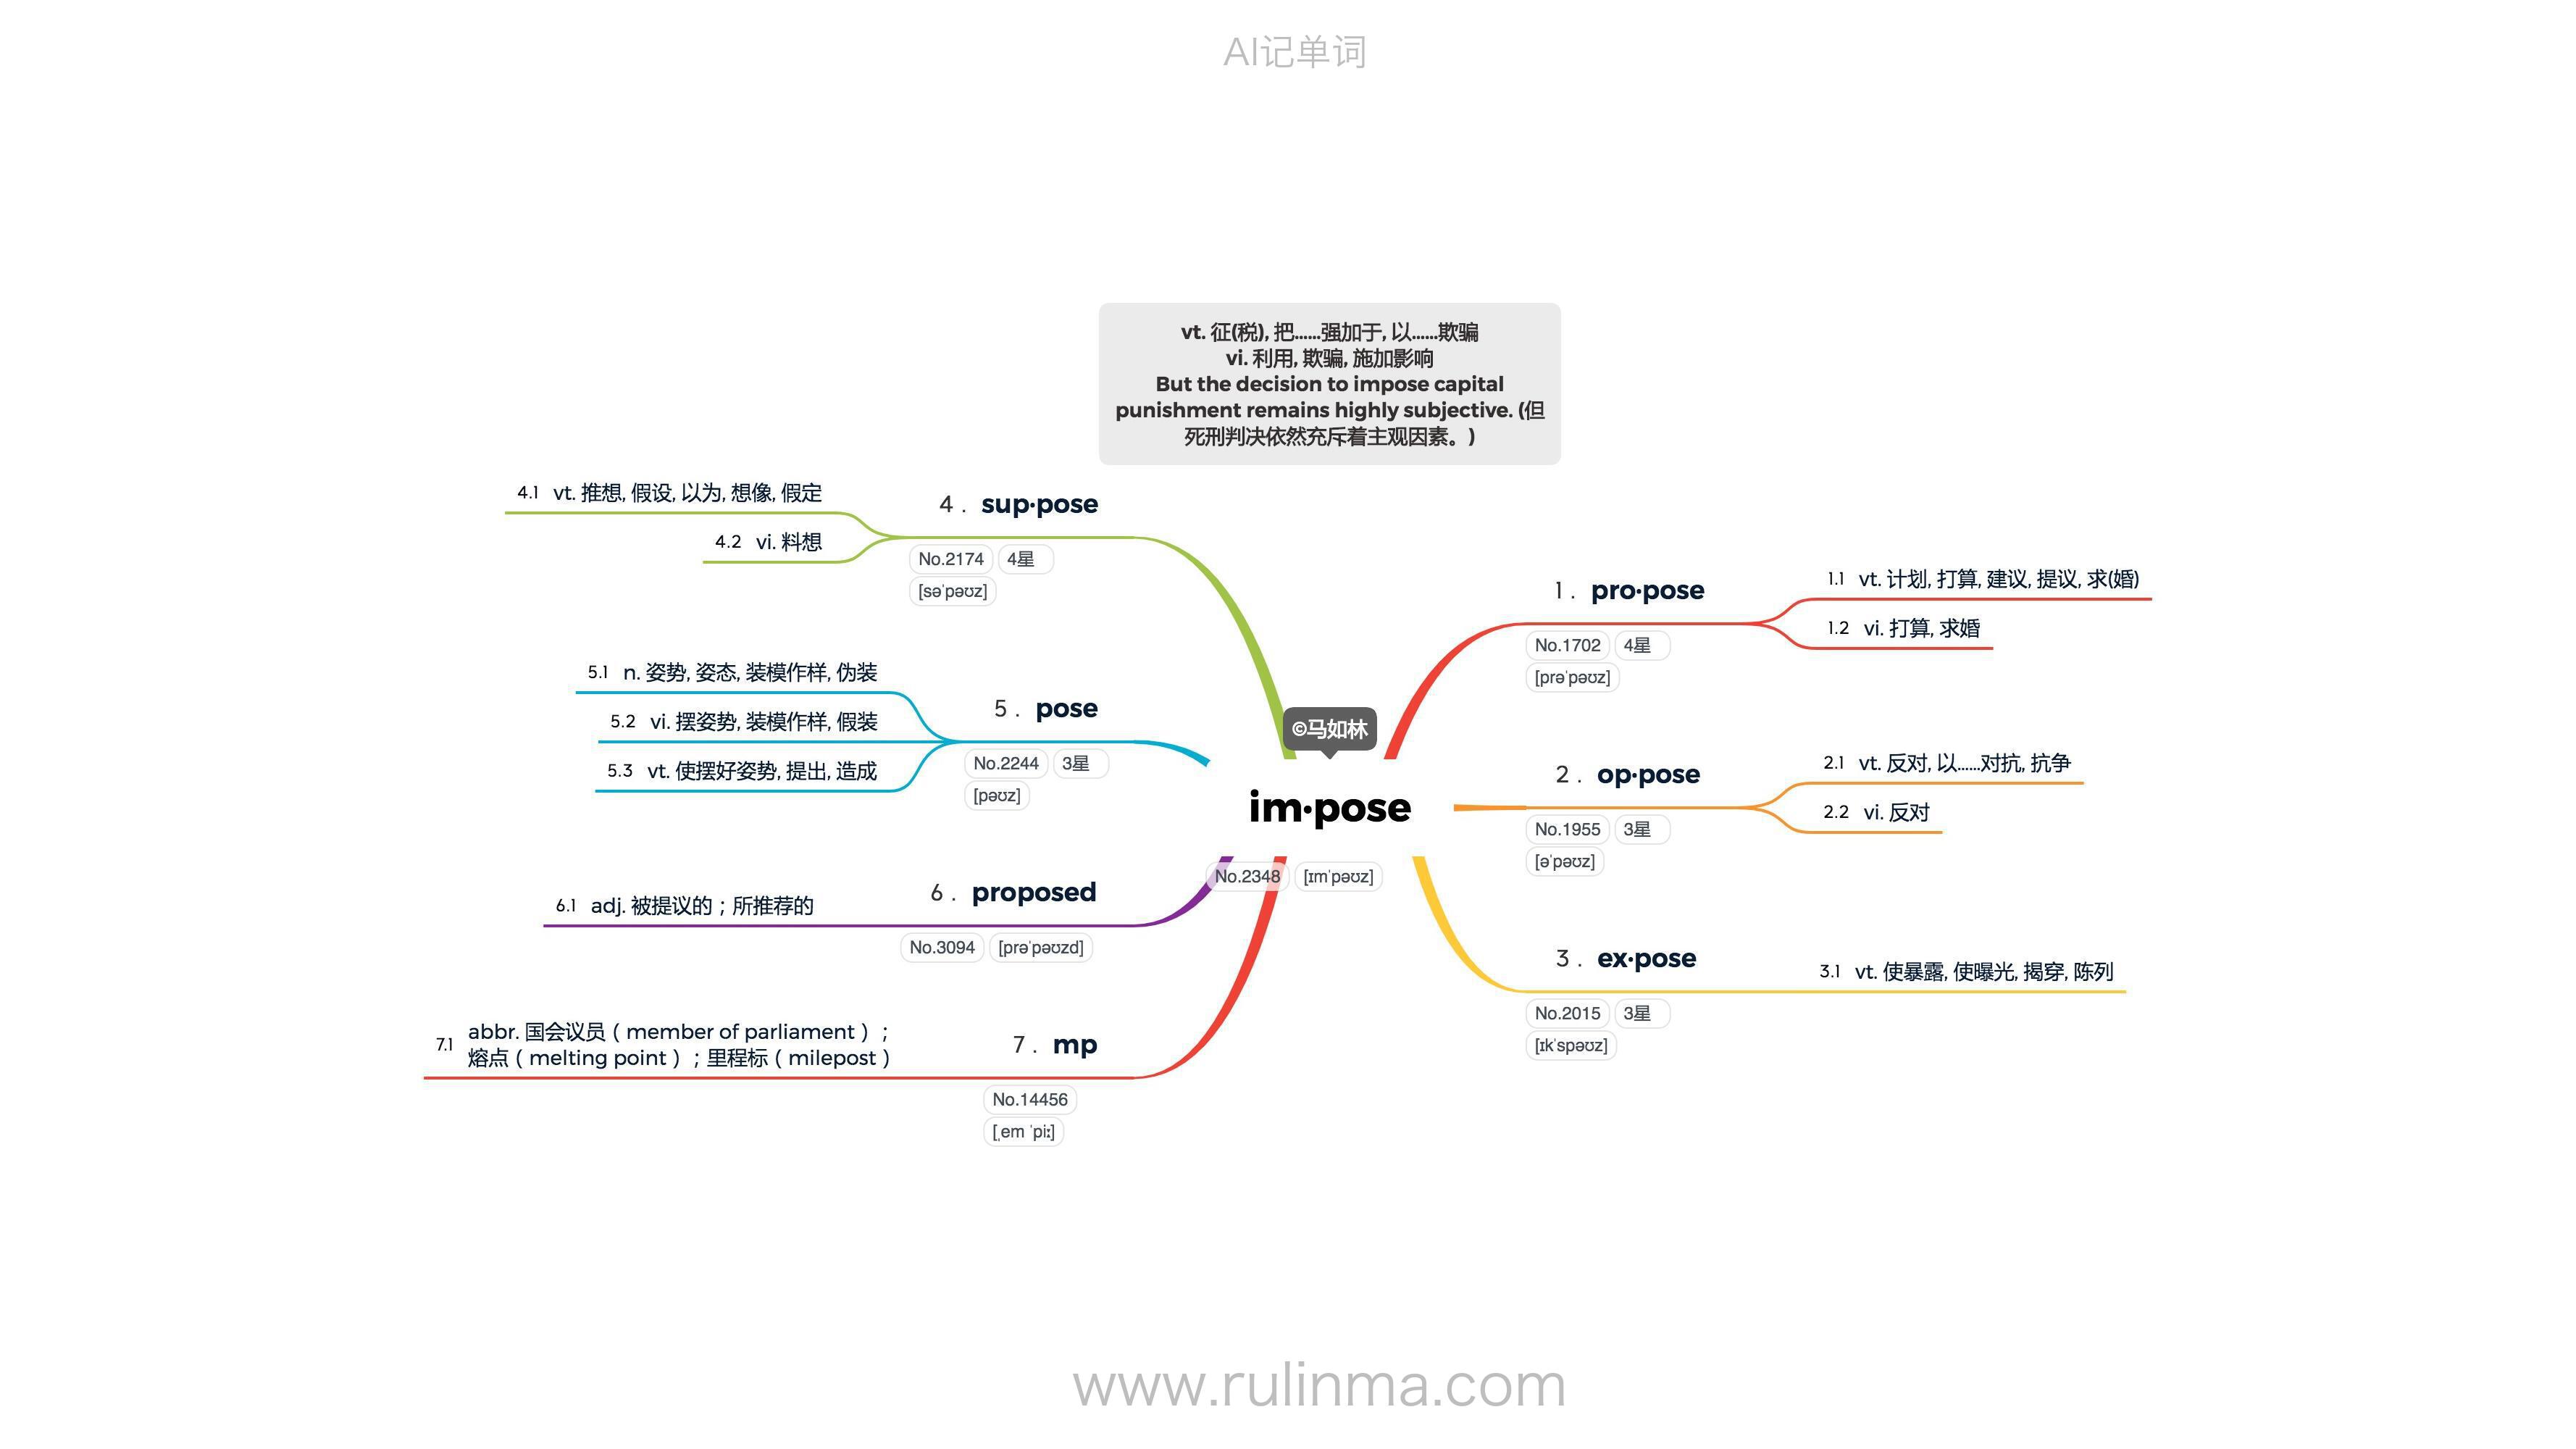 AI记单词
vt. 征(税), 把......强加于, 以......欺骗
vi. 利用, 欺骗, 施加影响
But the decision to impose capital
punishment remains highly subjective. (但
死刑判决依然充斥着主观因素。)
©马如林
im·pose
No.2348 [ɪmˈpəʊz]
1. pro·pose
No.1702 4星
[prəˈpəʊz]
1.1 vt. 计划, 打算, 建议, 提议, 求(婚)
1.2 vi. 打算, 求婚
2. op·pose
No.1955 3星
[əˈpəʊz]
2.1 vt. 反对, 以......对抗, 抗争
2.2 vi. 反对
3. ex·pose
No.2015 3星
[ɪkˈspəʊz]
3.1 vt. 使暴露, 使曝光, 揭穿, 陈列
4. sup·pose
No.2174 4星
[səˈpəʊz]
4.1 vt. 推想, 假设, 以为, 想像, 假定
4.2 vi. 料想
5. pose
No.2244 3星
[pəʊz]
5.1 n. 姿势, 姿态, 装模作样, 伪装
5.2 vi. 摆姿势, 装模作样, 假装
5.3 vt. 使摆好姿势, 提出, 造成
6. proposed
No.3094 [prəˈpəʊzd]
6.1 adj. 被提议的；所推荐的
7. mp
No.14456
[ˌem ˈpiː]
7.1 abbr. 国会议员（member of parliament）；
熔点（melting point）；里程标（milepost）
www.rulinma.com